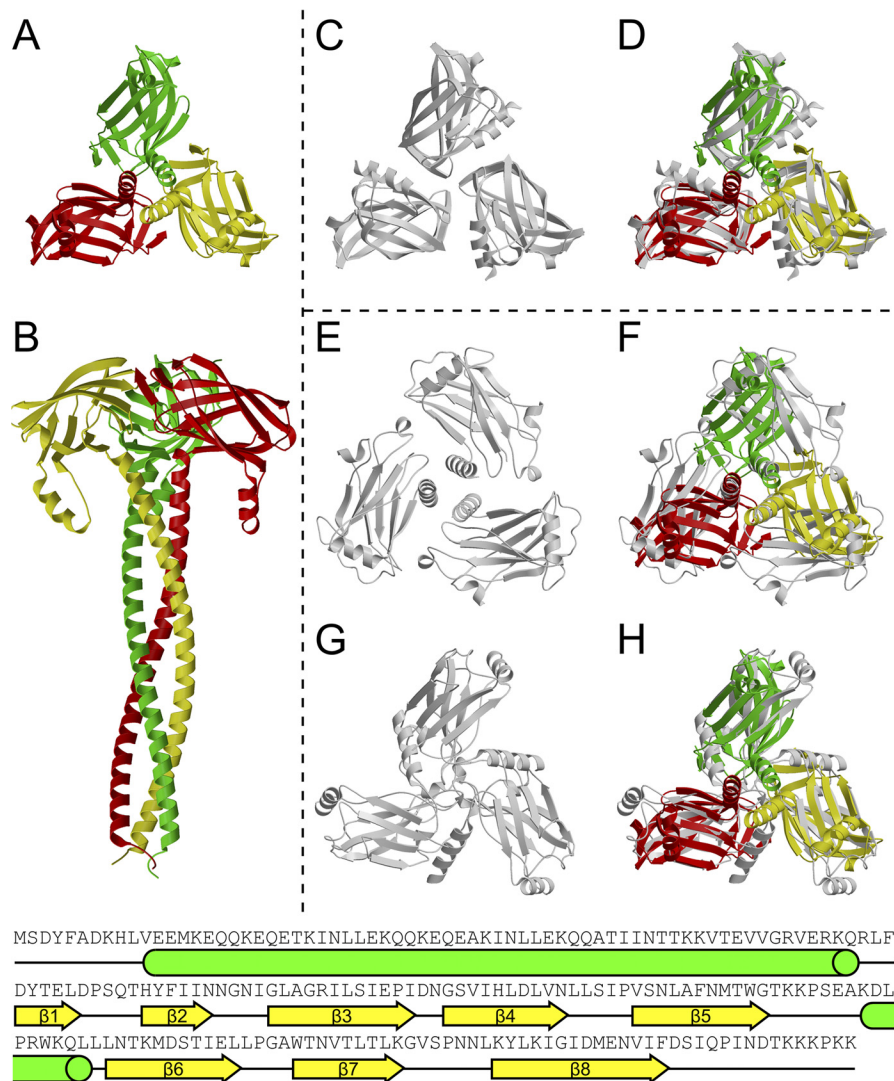 A
C
D
B
E
F
G
H
MSDYFADKHLVEEMKEQQKEQETKINLLEKQQKEQEAKINLLEKQQATIINTTKKVTEVVGRVERKQRLF
DYTELDPSQTHYFIINNGNIGLAGRILSIEPIDNGSVIHLDLVNLLSIPVSNLAFNMTWGTKKPSEAKDL
β1 β2 β3 β4 β5
PRWKQLLLNTKMDSTIELLPGAWTNVTLTLKGVSPNNLKYLKIGIDMENVIFDSIQPINDTKKKPKK
β6 β7 β8